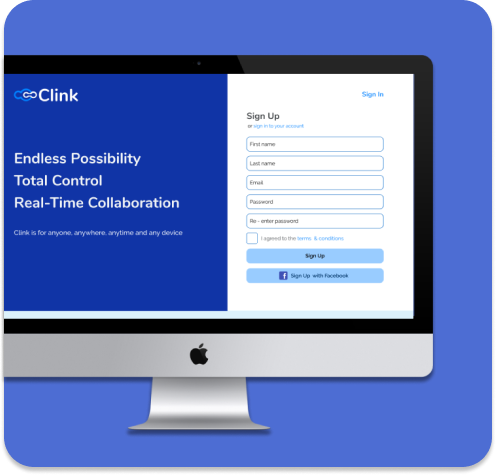 Clink
Endless Possibility
Total Control
Real-Time Collaboration
Clink is for anyone, anywhere, anytime and any device
Sign In
Sign Up
or sign in to your account
First name
Last name
Email
Password
Re - enter password
I agreed to the terms & conditions
Sign Up
f Sign Up with Facebook